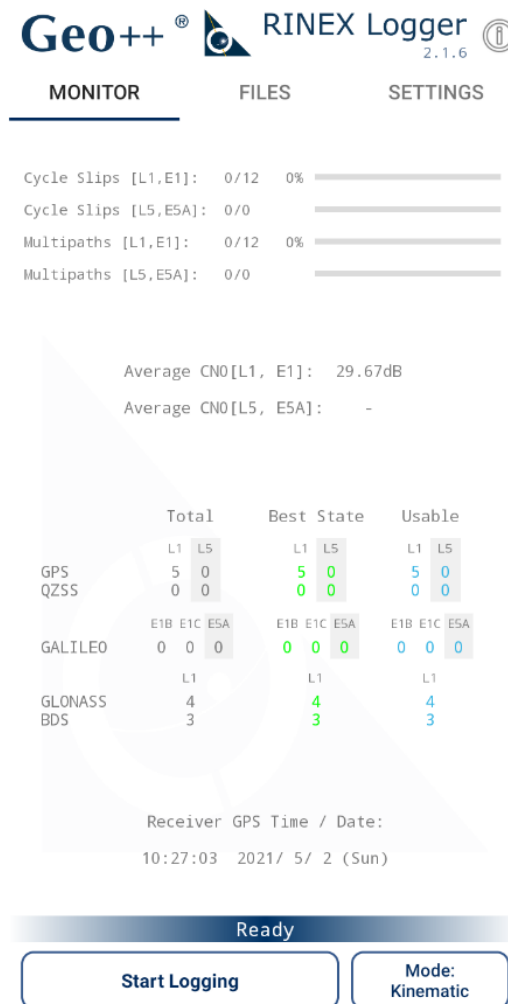 Geo++ ® RINEX Logger
2.1.6
MONITOR FILES SETTINGS
Cycle Slips [L1,E1]: 0/12 0%
Cycle Slips [L5,E5A]: 0/0
Multipaths [L1,E1]: 0/12 0%
Multipaths [L5,E5A]: 0/0
Average CN0[L1, E1]: 29.67dB
Average CN0[L5, E5A]: -
Total Best State Usable
L1 L5 L1 L5 L1 L5
GPS 5 0 5 0 5 0
QZSS 0 0 0 0 0 0
E1B E1C E5A E1B E1C E5A E1B E1C E5A
GALILEO 0 0 0 0 0 0 0 0 0
L1 L1 L1
GLONASS 4 4 4
BDS 3 3 3
Receiver GPS Time / Date:
10:27:03 2021/ 5/ 2 (Sun)
Ready
Start Logging
Mode:
Kinematic